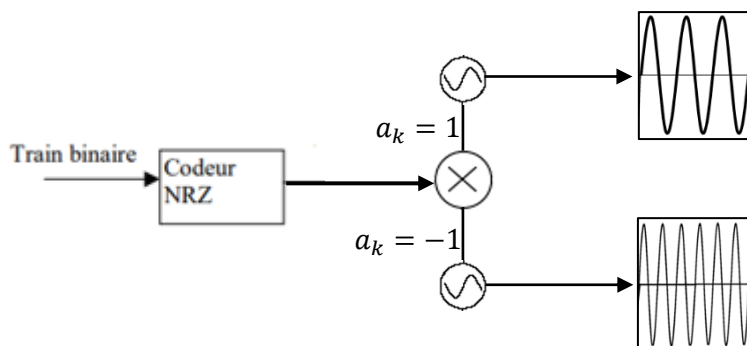 a_k = 1
Train binaire
Codeur
NRZ
a_k = −1